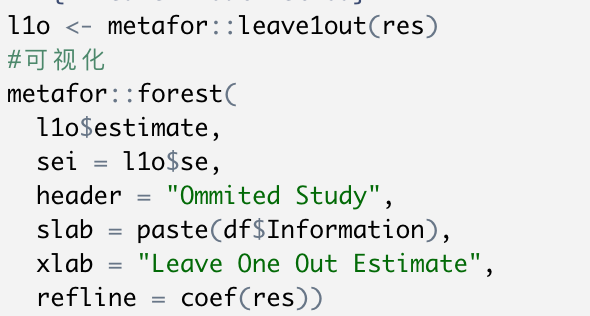 l1o <- metafor::leave1out(res)
#可视化
metafor::forest(
  l1o$estimate,
  sei = l1o$se,
  header = "Ommited Study",
  slab = paste(df$Information),
  xlab = "Leave One Out Estimate",
  refline = coef(res))